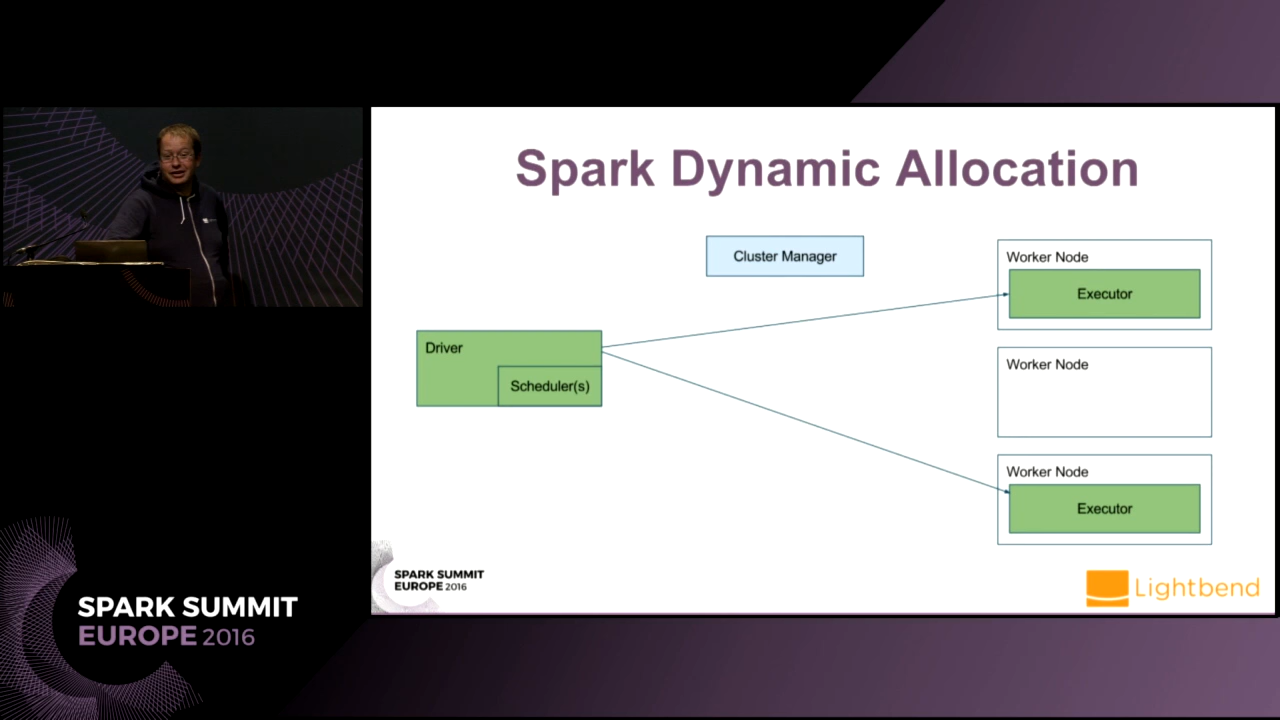 Spark Dynamic Allocation
Cluster Manager
Worker Node
Executor
Driver
Scheduler(s)
Worker Node
Worker Node
Executor
SPARK SUMMIT
EUROPE 2016
Lightbend
SPARK SUMMIT
EUROPE 2016